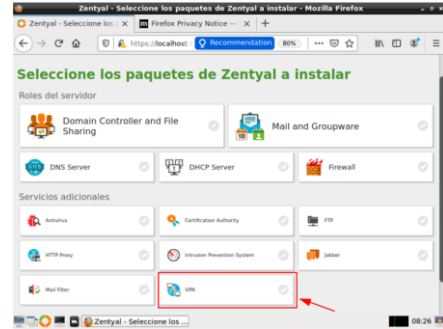 Zentyal - Seleccione los paquetes de Zentyal a instalar - Mozilla Firefox
Zentyal - Seleccione los p
Firefox Privacy Notice —
https://localhost
Recommendation
80%
Seleccione los paquetes de Zentyal a instalar
Roles del servidor
Domain Controller and File Sharing
Mail and Groupware
DNS Server
DHCP Server
Firewall
Servicios adicionales
Antivirus
Certification Authority
FTP
HTTP Proxy
Intrusion Prevention System
Jabber
Mail Filter
VPN
Zentyal - Seleccione los ...
08:26